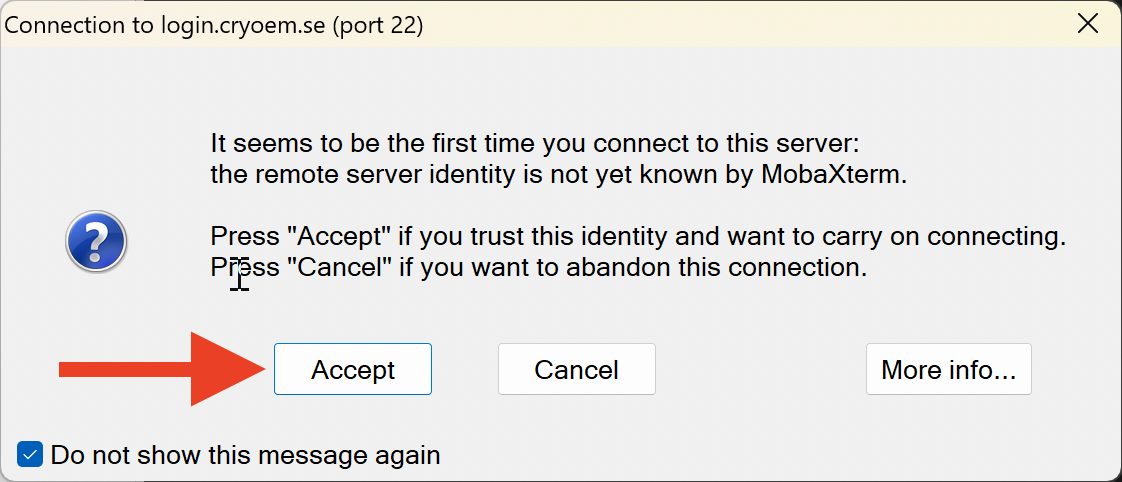 Connection to login.cryoem.se (port 22)
It seems to be the first time you connect to this server:
the remote server identity is not yet known by MobaXterm.
Press "Accept" if you trust this identity and want to carry on connecting.
Press "Cancel" if you want to abandon this connection.
Accept
Cancel
More info...
Do not show this message again